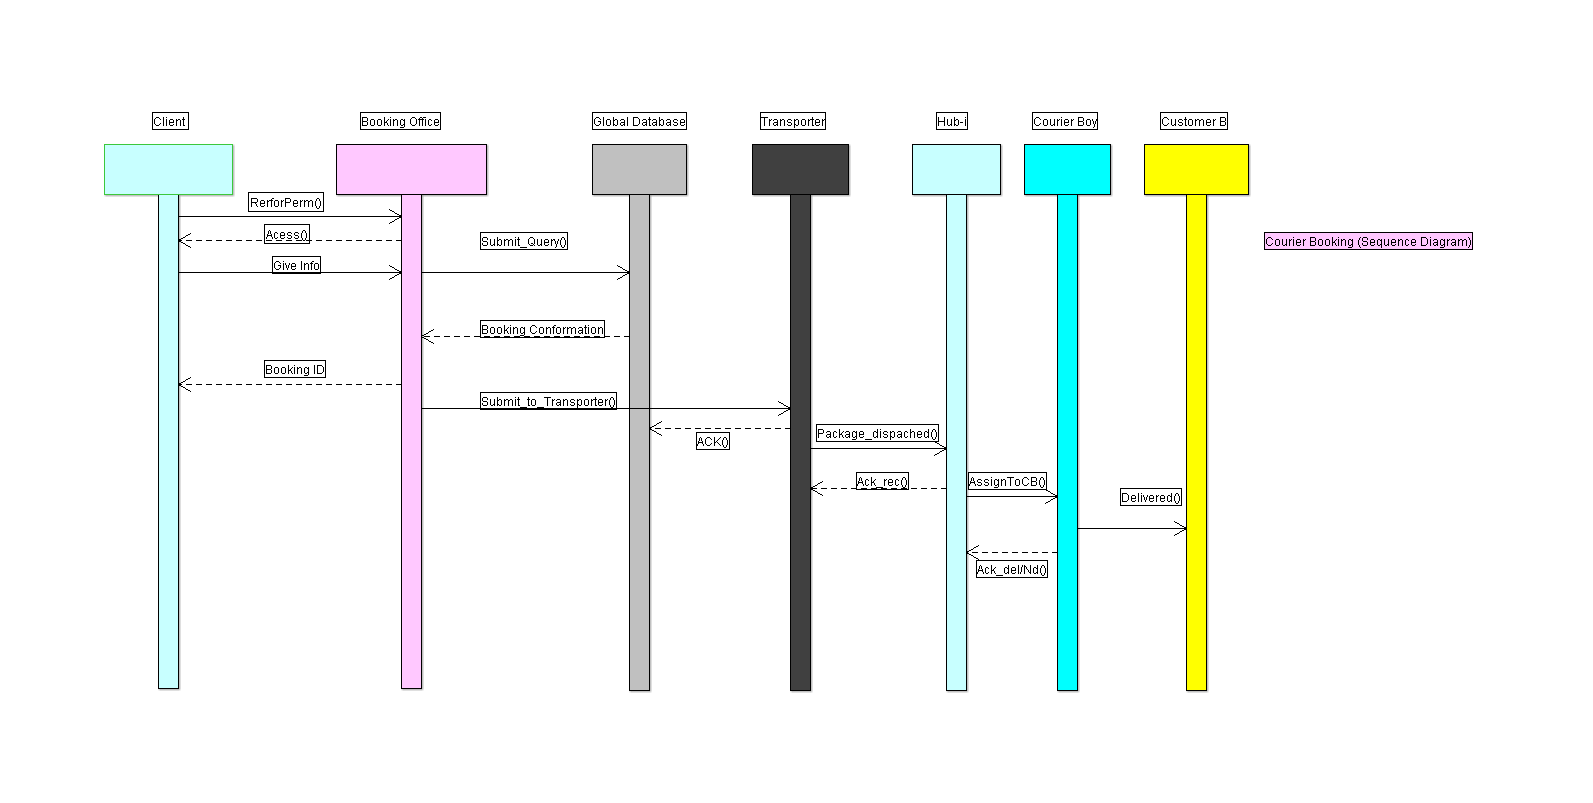 Client
Booking Office
Global Database
Transporter
Hub-i
Courier Boy
Customer B
RerforPerm()
Acess()
Submit_Query()
Courier Booking (Sequence Diagram)
Give Info
Booking Conformation
Booking ID
Submit_to_Transporter()
ACK()
Package_dispached()
Ack_rec()
AssignToCB()
Delivered()
Ack_del/Nd()